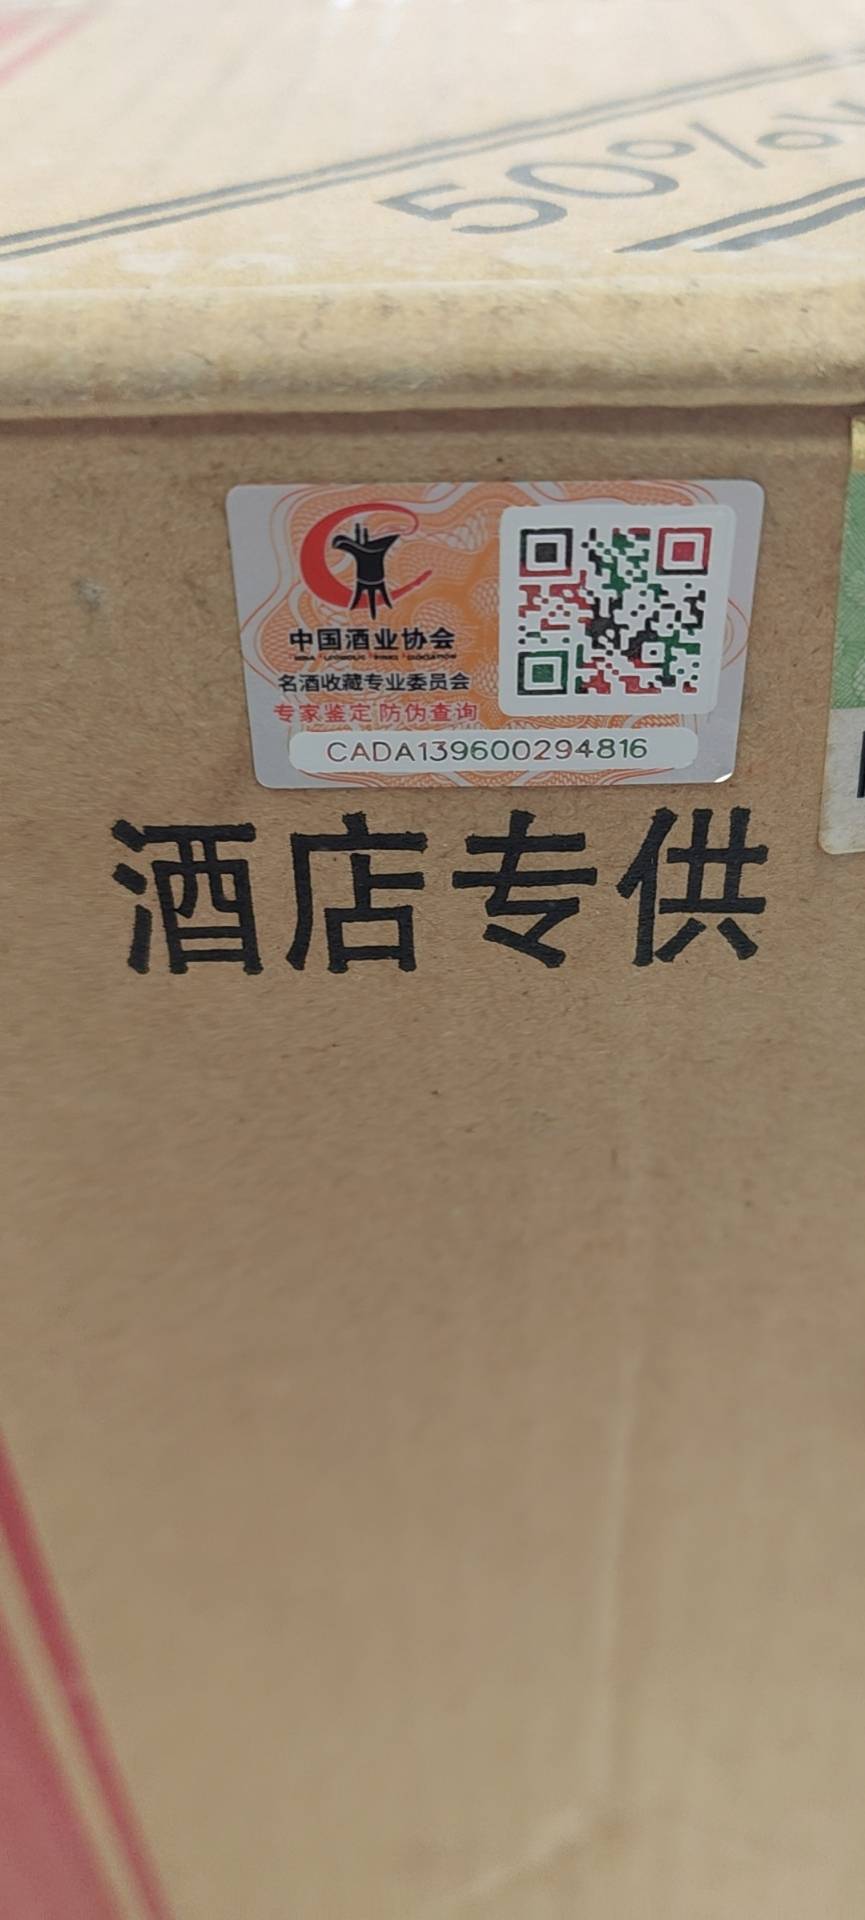 50%
中国酒业协会
名酒收藏专业委员会
专家鉴定 防伪查询
CADA139600294816
酒店专供